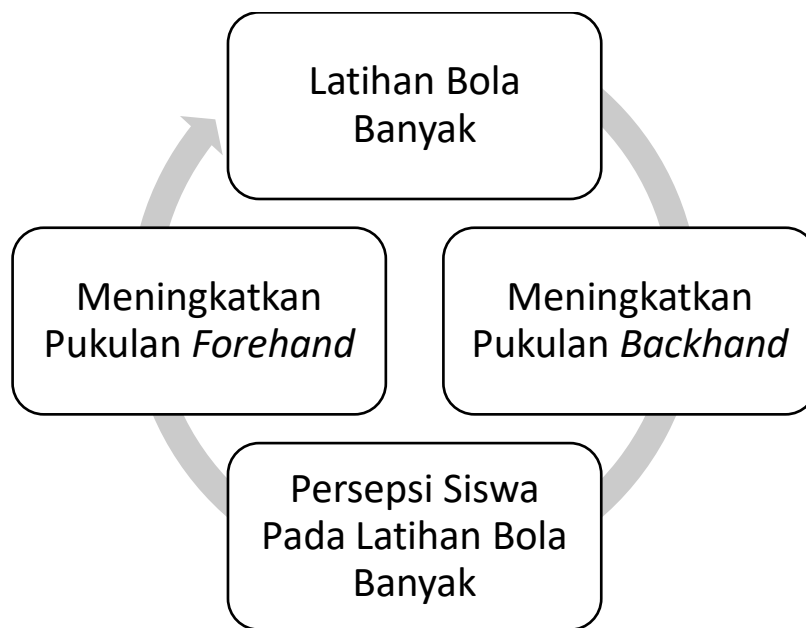 Latihan Bola
Banyak
Meningkatkan
Pukulan Forehand
Meningkatkan
Pukulan Backhand
Persepsi Siswa
Pada Latihan Bola
Banyak